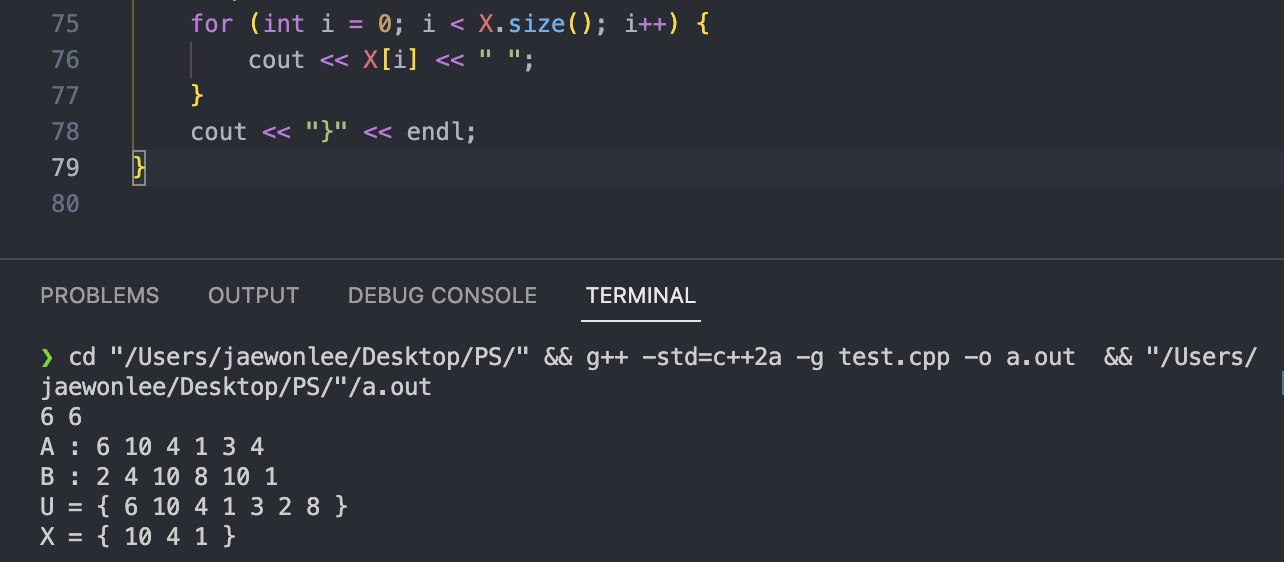 75 for (int i = 0; i < X.size(); i++) {
76 cout << X[i] << " ";
77 }
78 cout << "}" << endl;
79 }
80
PROBLEMS OUTPUT DEBUG CONSOLE TERMINAL
❯ cd "/Users/jaewonlee/Desktop/PS/" && g++ -std=c++2a -g test.cpp -o a.out  && "/Users/
jaewonlee/Desktop/PS/"/a.out
6 6
A : 6 10 4 1 3 4
B : 2 4 10 8 10 1
U = { 6 10 4 1 3 2 8 }
X = { 10 4 1 }